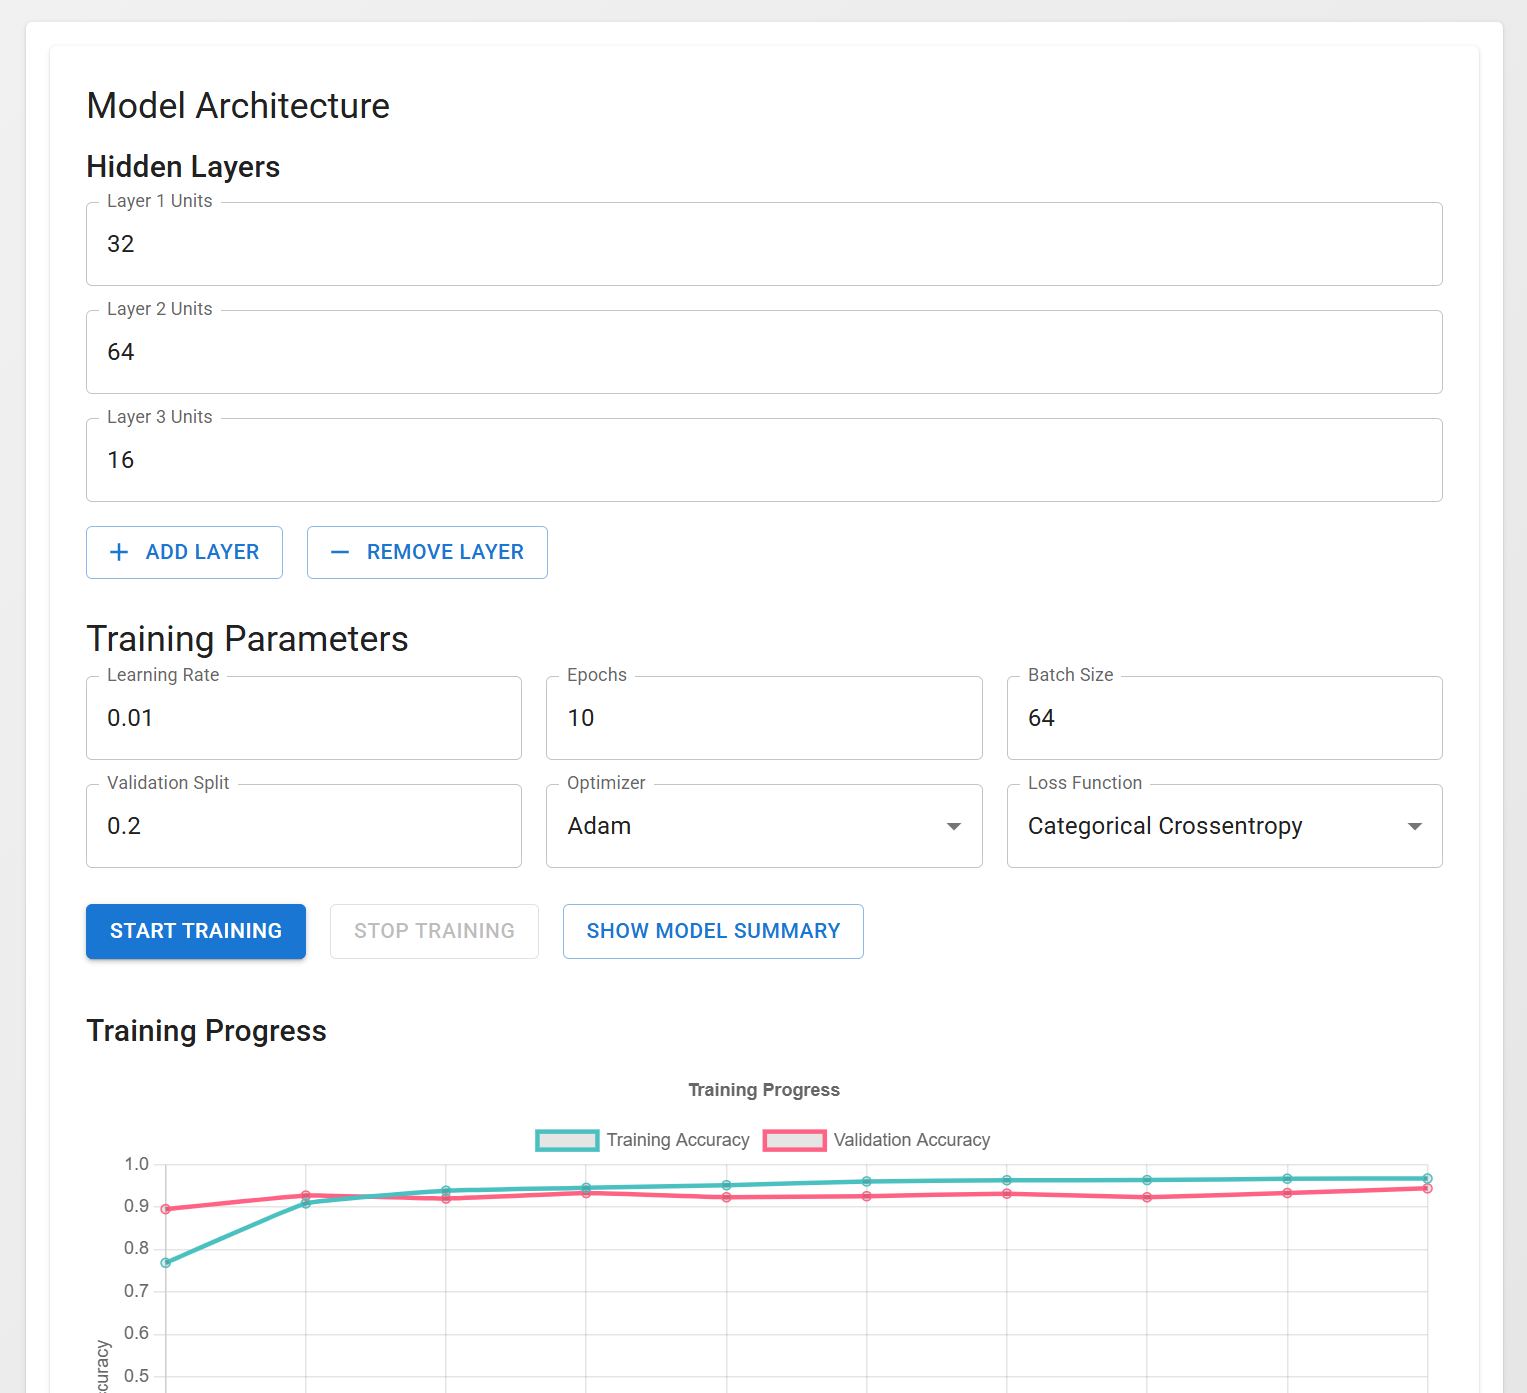 Model Architecture
Hidden Layers
Layer 1 Units
32
Layer 2 Units
64
Layer 3 Units
16
ADD LAYER REMOVE LAYER
Training Parameters
Learning Rate Epochs Batch Size
0.01 10 64
Validation Split Optimizer Loss Function
0.2 Adam Categorical Crossentropy
START TRAINING STOP TRAINING SHOW MODEL SUMMARY
Training Progress
Training Progress
Training Accuracy Validation Accuracy
1.0
0.9
0.8
0.7
0.6
0.5